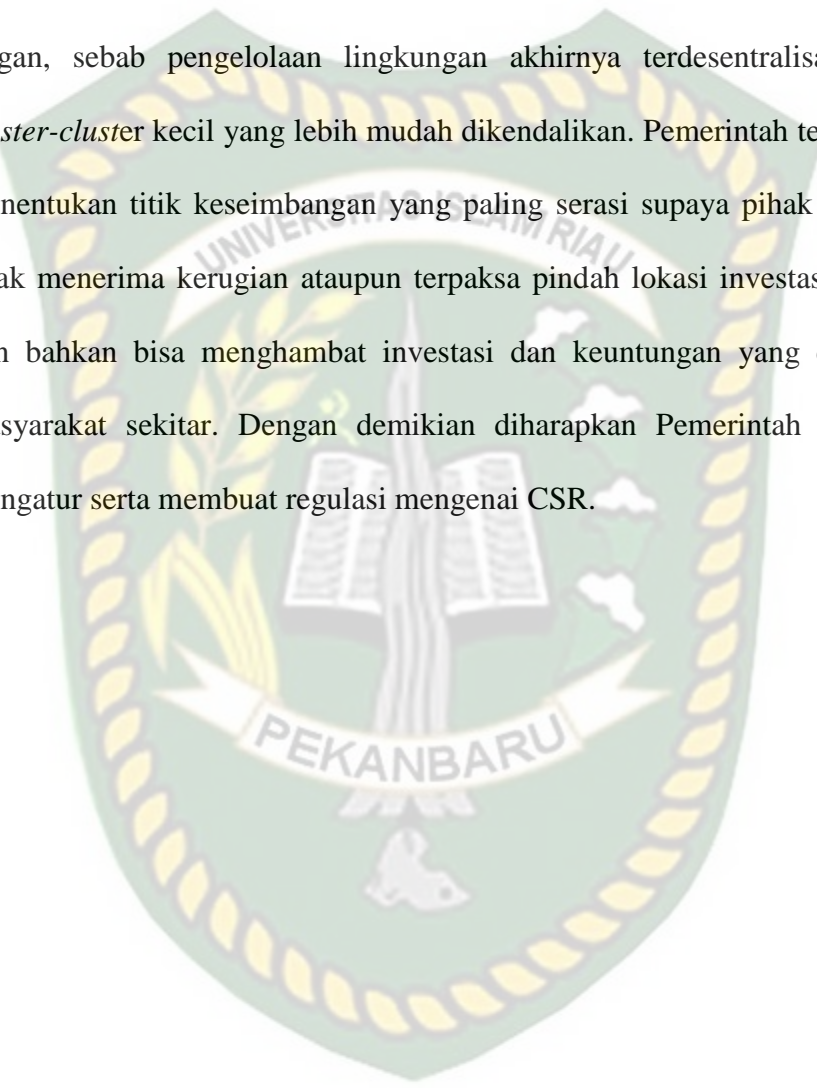 gan, sebab pengelolaan lingkungan akhirnya terdesentralisa
ster-cluster kecil yang lebih mudah dikendalikan. Pemerintah te
nentukan titik keseimbangan yang paling serasi supaya pihak
ak menerima kerugian ataupun terpaksa pindah lokasi investas
n bahkan bisa menghambat investasi dan keuntungan yang
syarakat sekitar. Dengan demikian diharapkan Pemerintah
ngatur serta membuat regulasi mengenai CSR.
UNIVERSITAS ISLAM RIAU
PEKANBARU